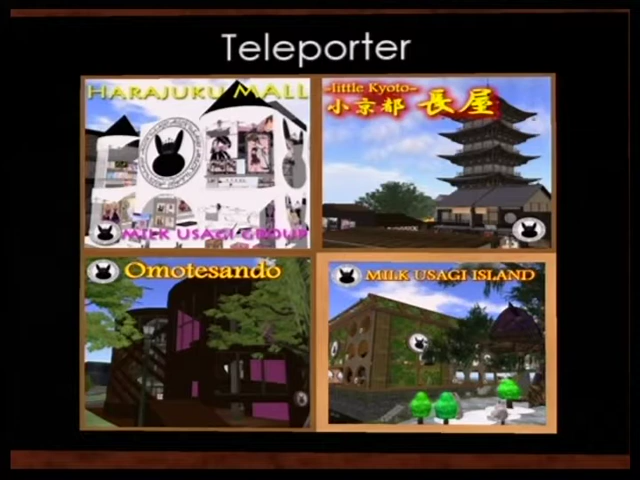 Teleporter
HARAJUKU MALL
MILK USAGI GROUP
~little Kyoto~
小京都 長屋
Omotesando
MILK USAGI ISLAND